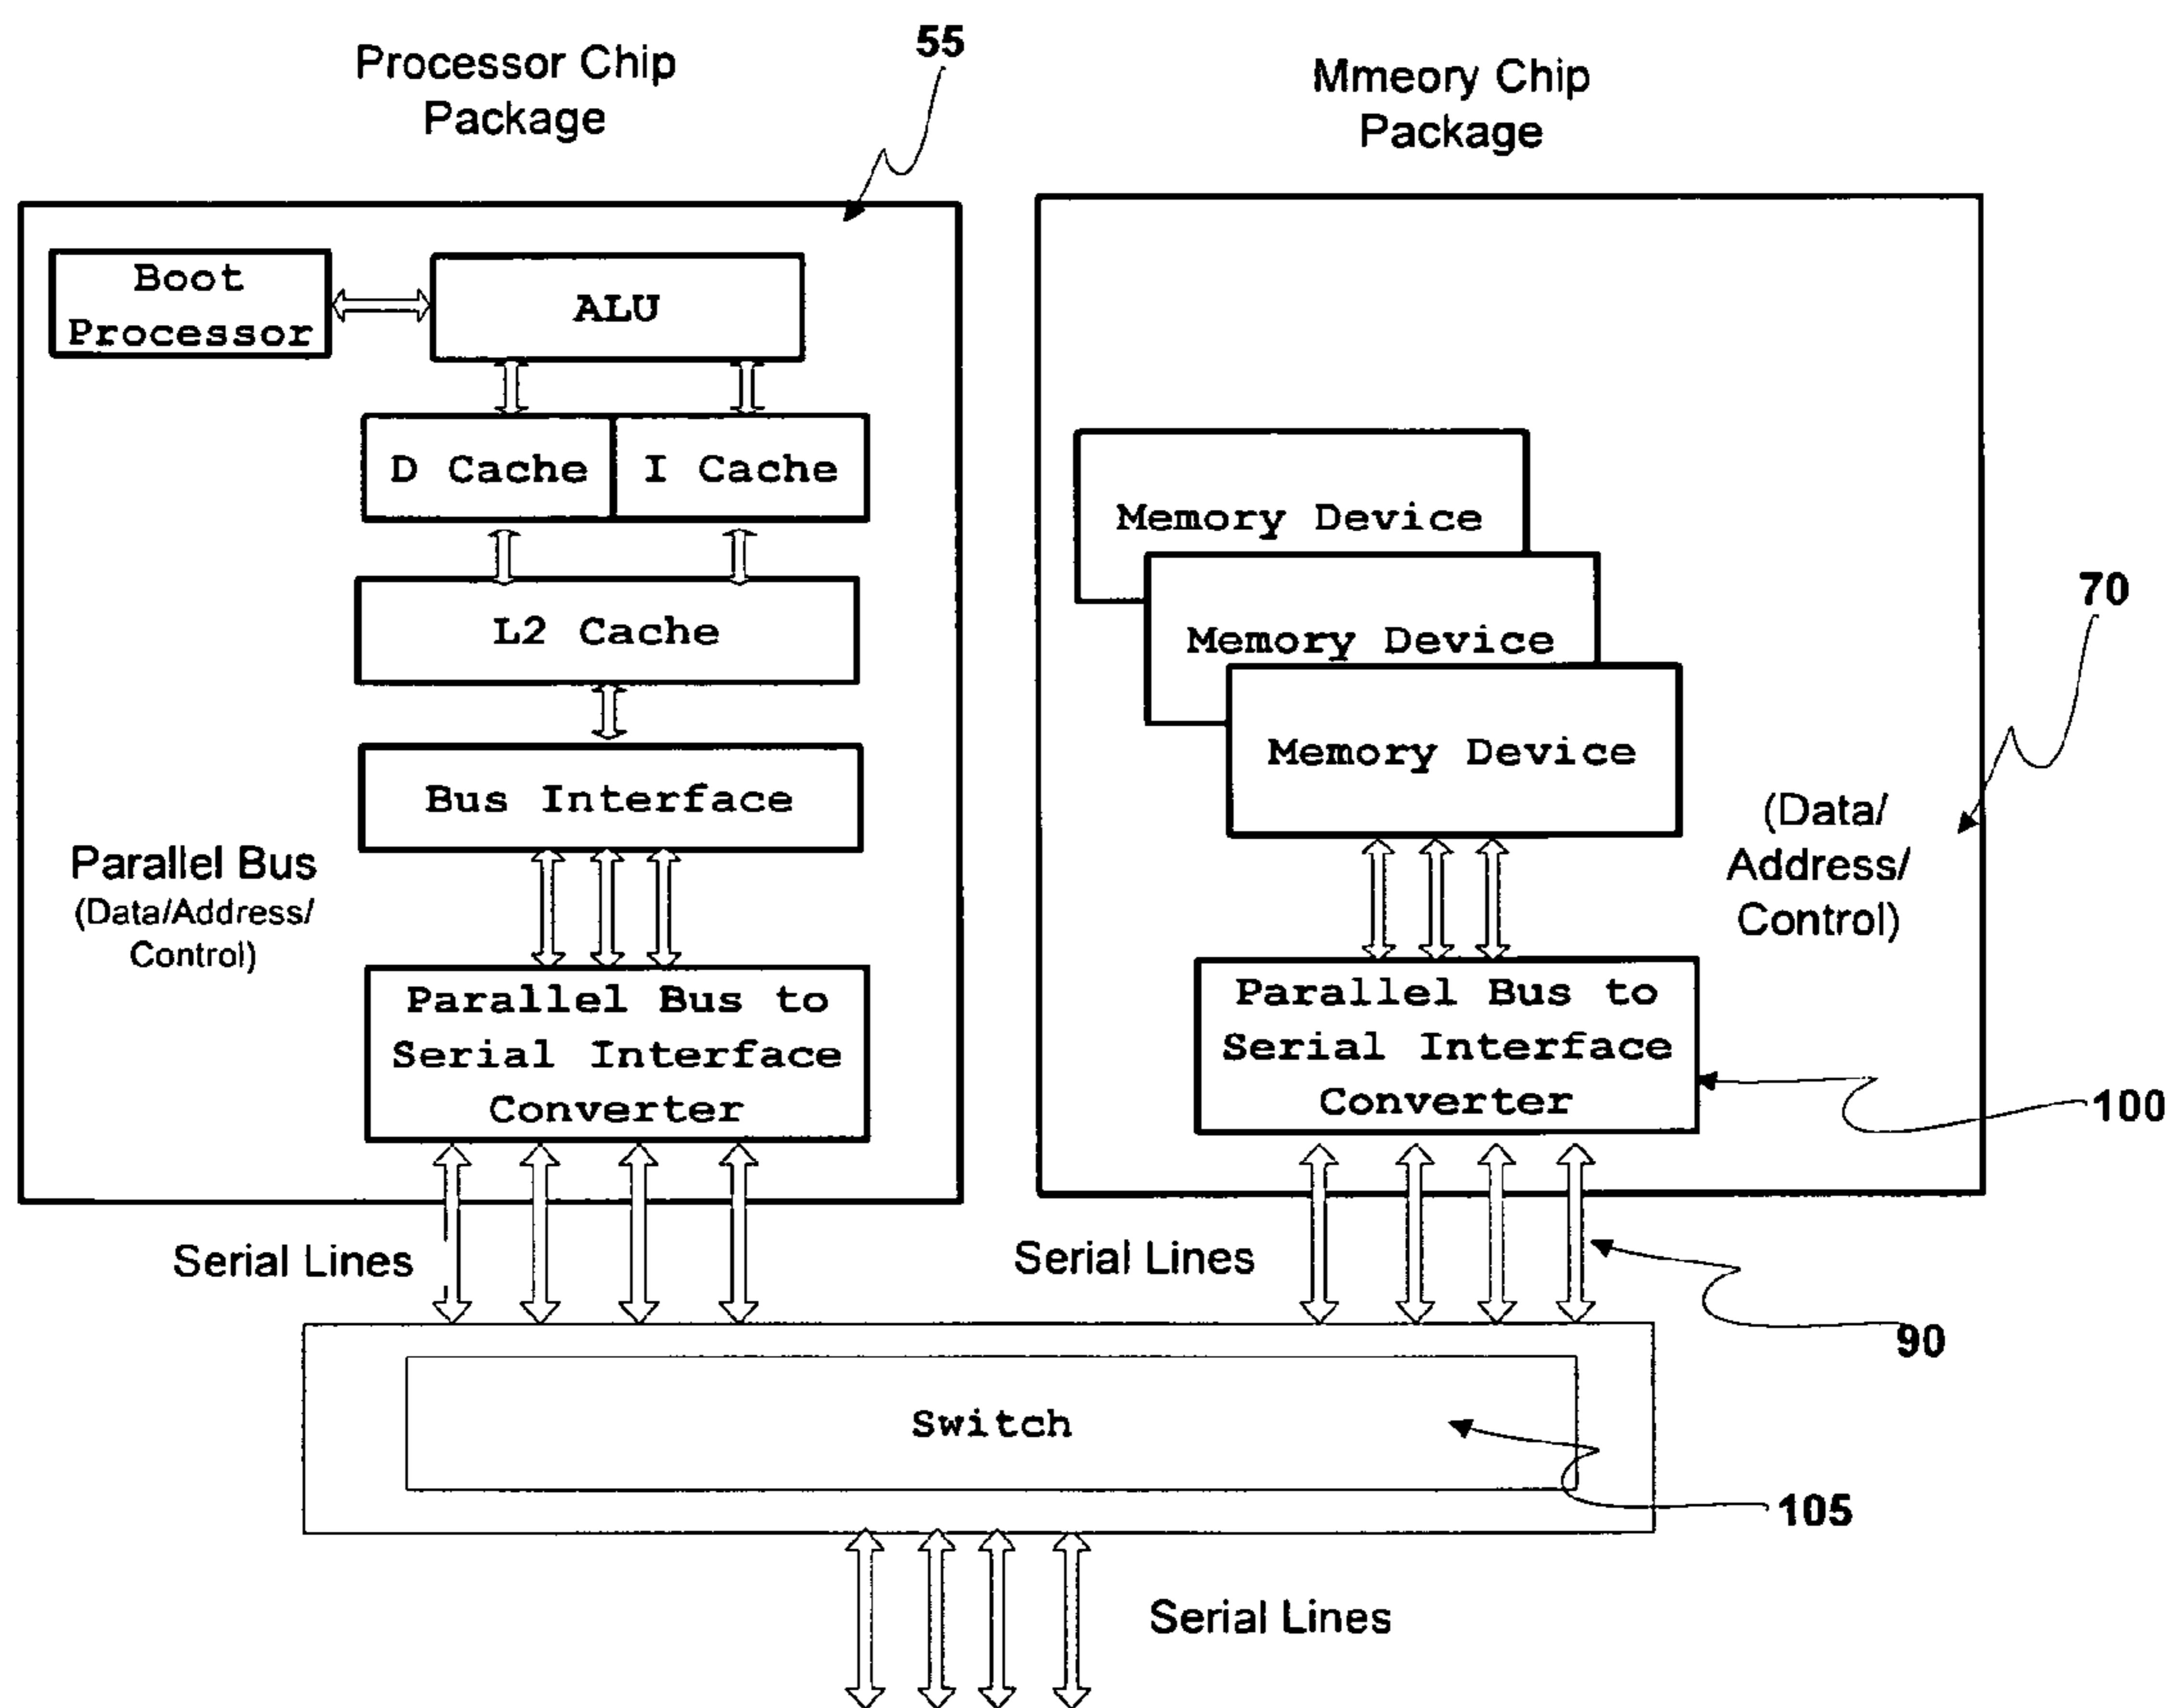 Processor Chip
Package
55
Mmeory Chip
Package
Boot
Processor
ALU
D Cache
I Cache
L2 Cache
Bus Interface
Parallel Bus
(Data/Address/
Control)
Parallel Bus to
Serial Interface
Converter
Memory Device
Memory Device
Memory Device
70
(Data/
Address/
Control)
Parallel Bus to
Serial Interface
Converter
100
Serial Lines
Serial Lines
90
Switch
105
Serial Lines